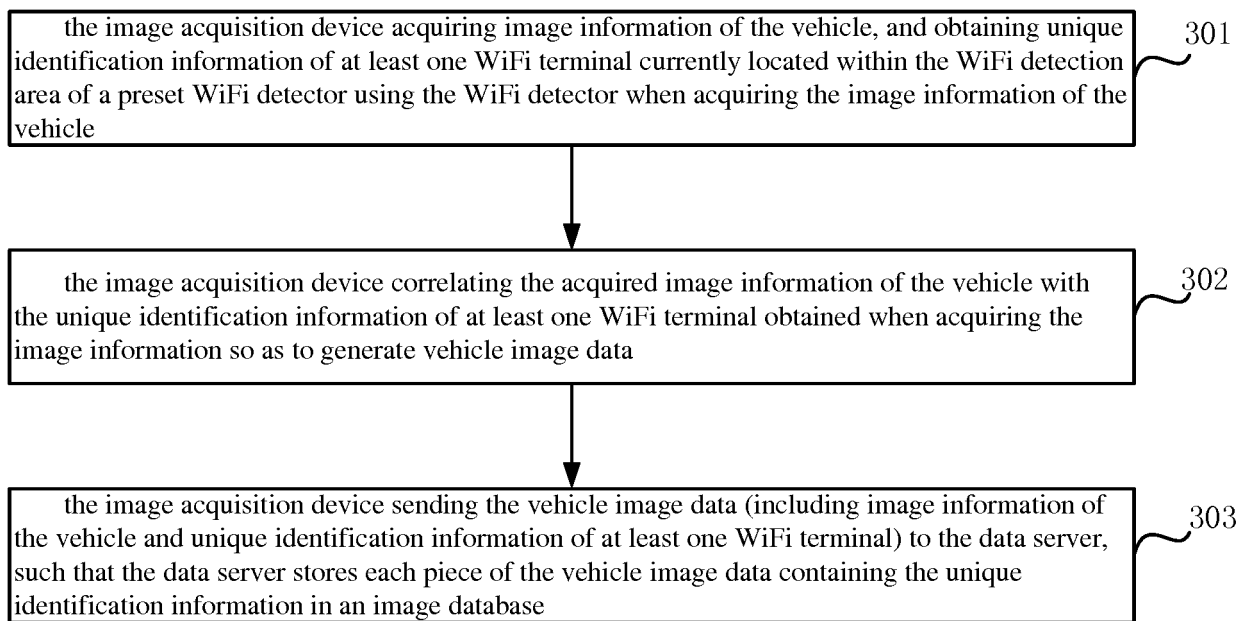 the image acquisition device acquiring image information of the vehicle, and obtaining unique
identification information of at least one WiFi terminal currently located within the WiFi detection
area of a preset WiFi detector using the WiFi detector when acquiring the image information of the
vehicle
301
the image acquisition device correlating the acquired image information of the vehicle with
the unique identification information of at least one WiFi terminal obtained when acquiring the
image information so as to generate vehicle image data
302
the image acquisition device sending the vehicle image data (including image information of
the vehicle and unique identification information of at least one WiFi terminal) to the data server,
such that the data server stores each piece of the vehicle image data containing the unique
identification information in an image database
303